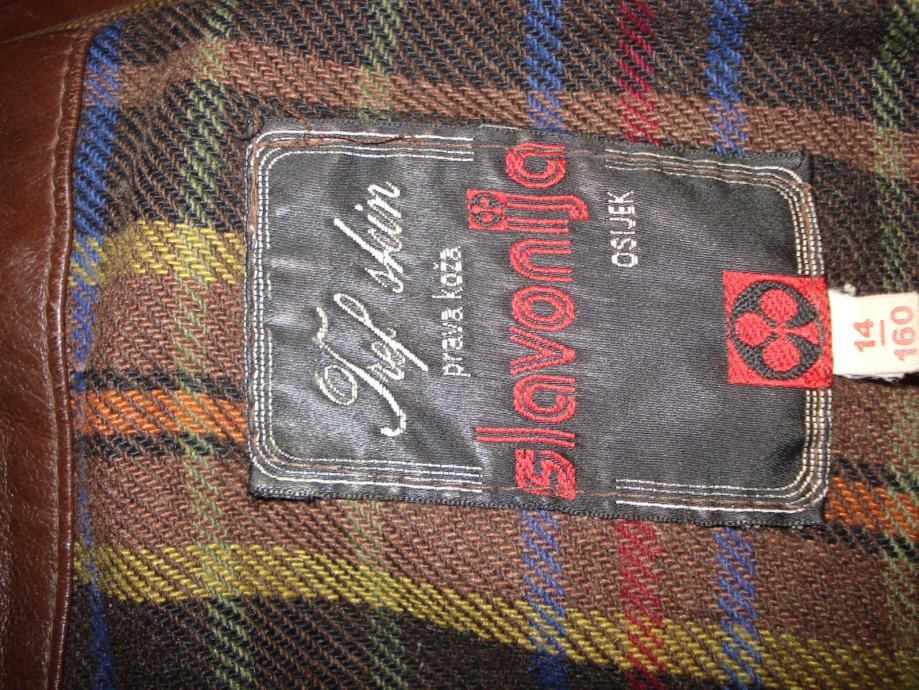 Tref skin
prava koža
slavonija
OSIJEK
14
160